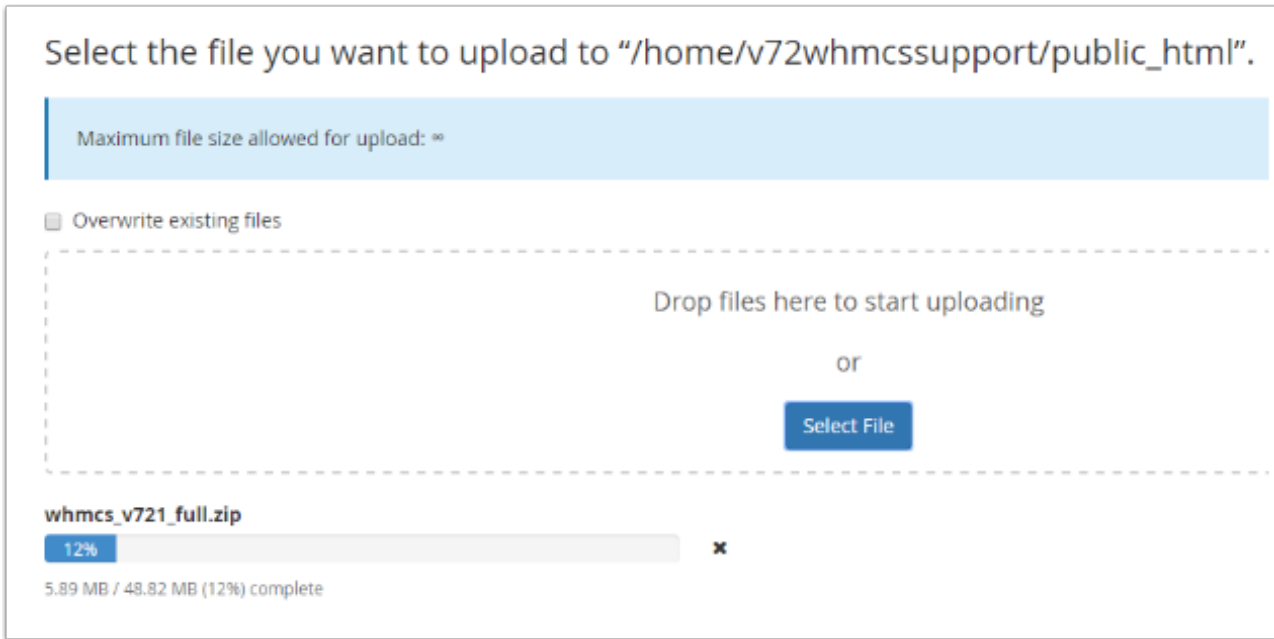 Select the file you want to upload to “/home/v72whmcssupport/public_html”.
Maximum file size allowed for upload: ∞
Overwrite existing files
Drop files here to start uploading
or
Select File
whmcs_v721_full.zip
12%
5.89 MB / 48.82 MB (12%) complete